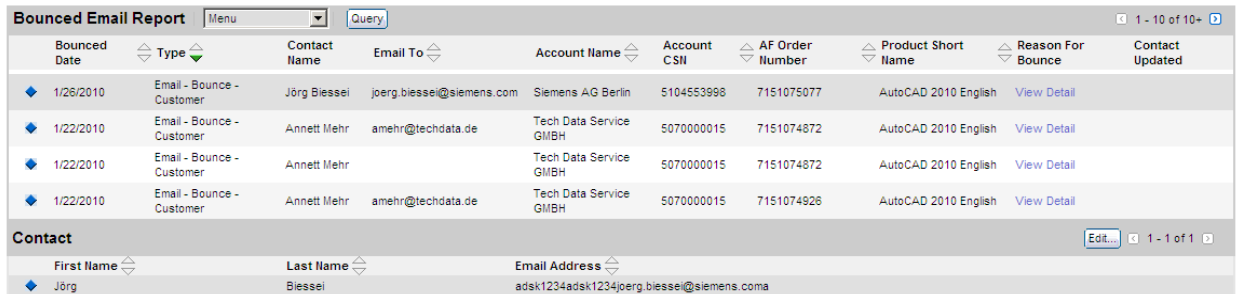 Bounced Email Report Menu Query 1 - 10 of 10+
Bounced Date Type Contact Name Email To Account Name Account CSN AF Order Number Product Short Name Reason For Bounce Contact Updated
1/26/2010 Email - Bounce - Customer Jörg Biessei joerg.biessei@siemens.com Siemens AG Berlin 5104553998 7151075077 AutoCAD 2010 English View Detail
1/22/2010 Email - Bounce - Customer Annett Mehr amehr@techdata.de Tech Data Service GMBH 5070000015 7151074872 AutoCAD 2010 English View Detail
1/22/2010 Email - Bounce - Customer Annett Mehr Tech Data Service GMBH 5070000015 7151074872 AutoCAD 2010 English View Detail
1/22/2010 Email - Bounce - Customer Annett Mehr amehr@techdata.de Tech Data Service GMBH 5070000015 7151074926 AutoCAD 2010 English View Detail
Contact Edit... 1 - 1 of 1
First Name Last Name Email Address
Jörg Biessei adsk1234adsk1234joerg.biessei@siemens.coma